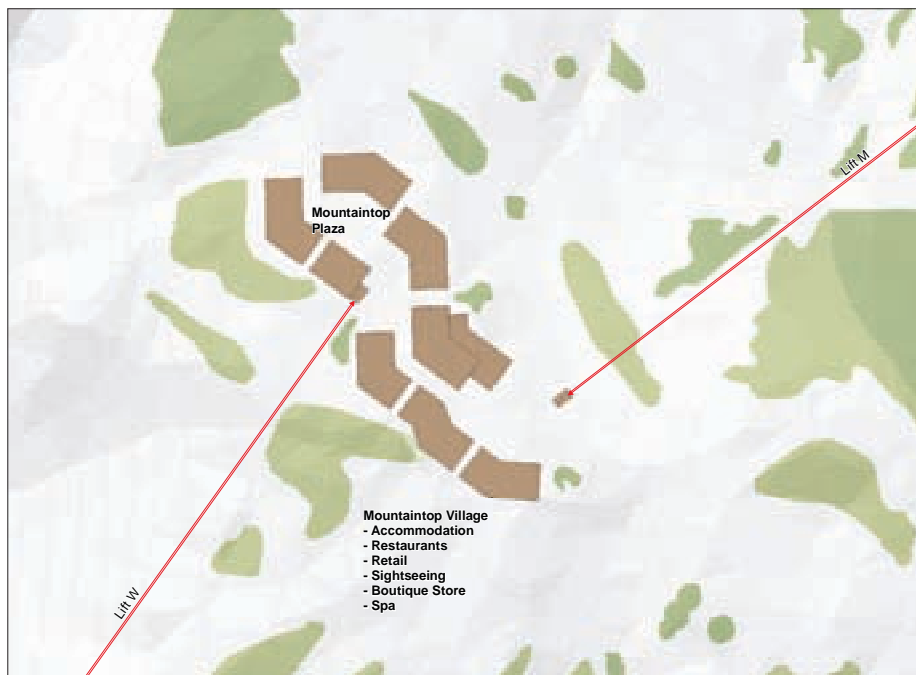 Lift M
Mountaintop
Plaza
Mountaintop Village
- Accommodation
- Restaurants
- Retail
- Sightseeing
- Boutique Store
- Spa
Lift W